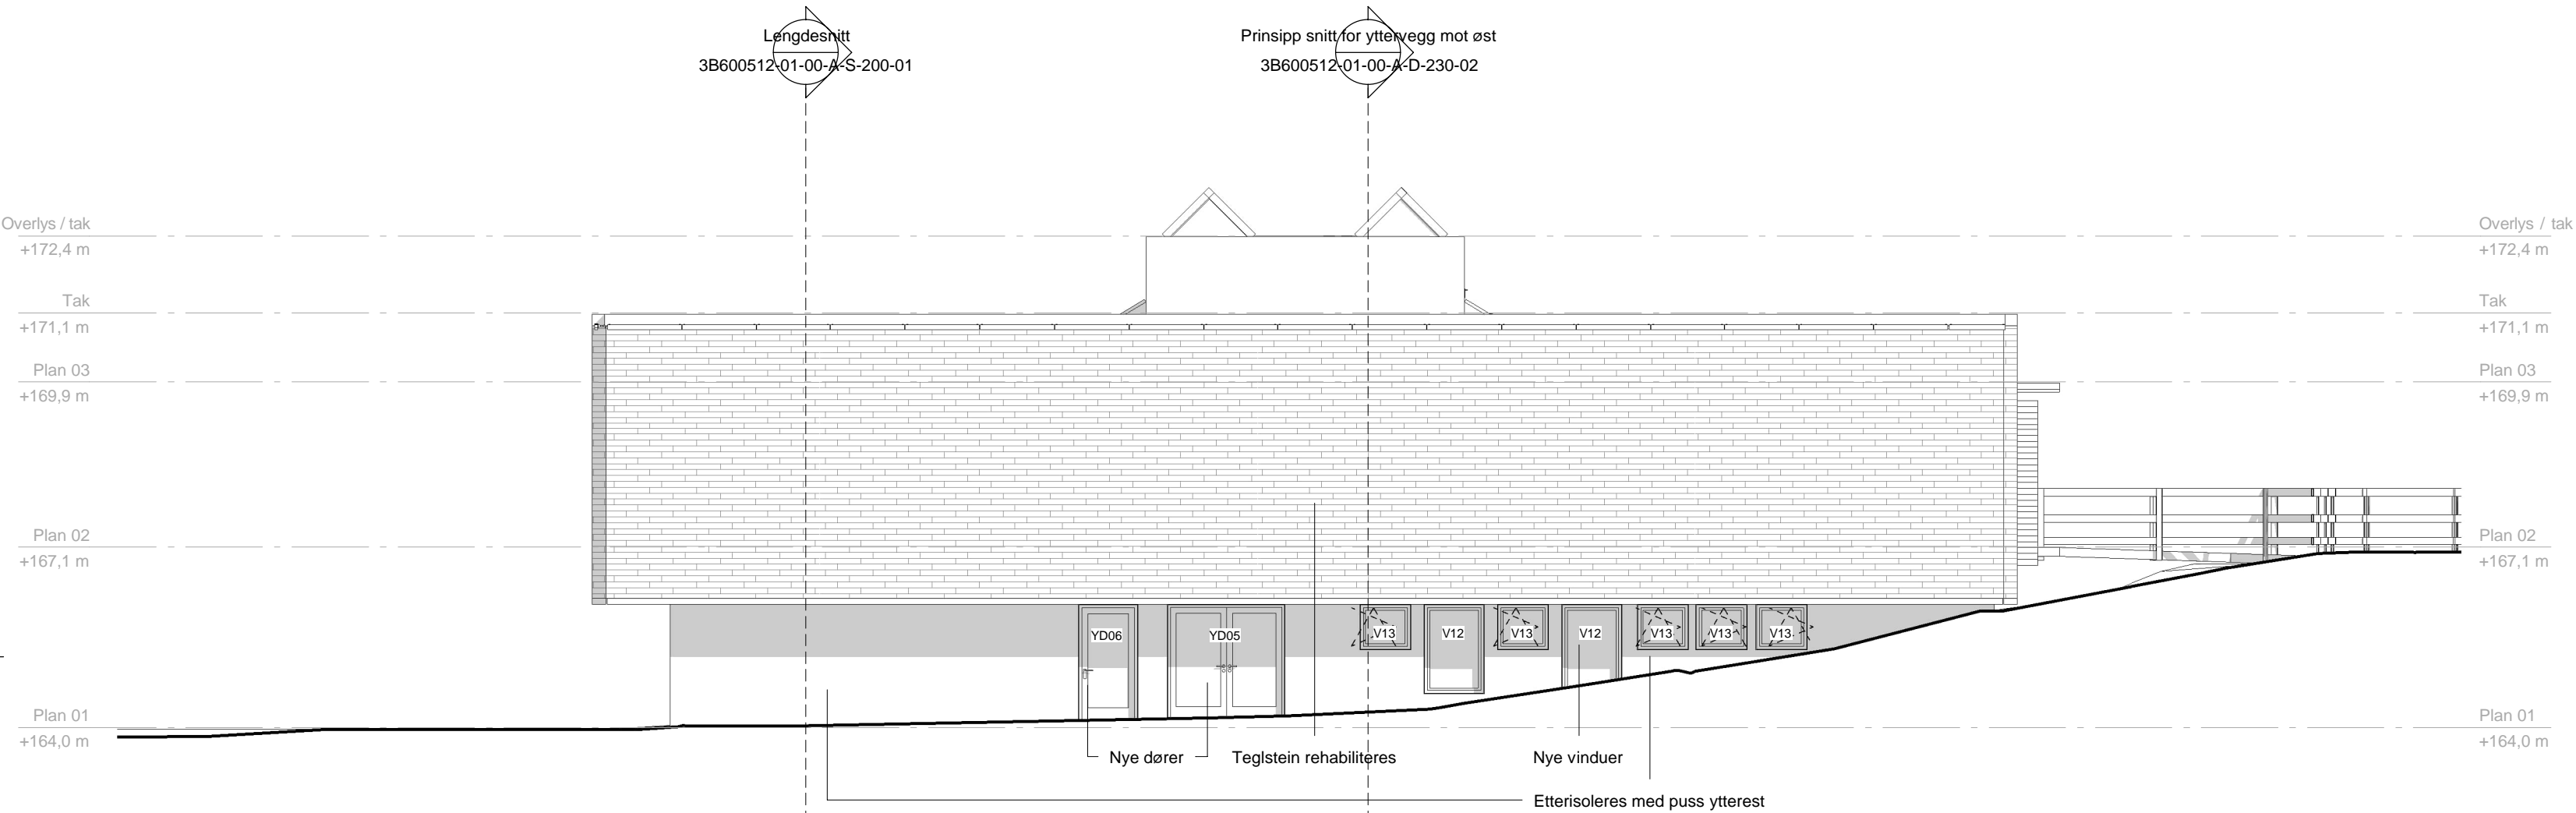 Lengdesnitt
3B600512-01-00-A-S-200-01
Prinsipp snitt for yttervegg mot øst
3B600512-01-00-A-D-230-02
Overlys / tak
+172,4 m
Overlys / tak
+172,4 m
Tak
+171,1 m
Tak
+171,1 m
Plan 03
+169,9 m
Plan 03
+169,9 m
Plan 02
+167,1 m
Plan 02
+167,1 m
YD06
YD05
V13
V12
V13
V12
V13
V13
V13
Plan 01
+164,0 m
Plan 01
+164,0 m
Nye dører
Teglstein rehabiliteres
Nye vinduer
Etterisoleres med puss ytterest